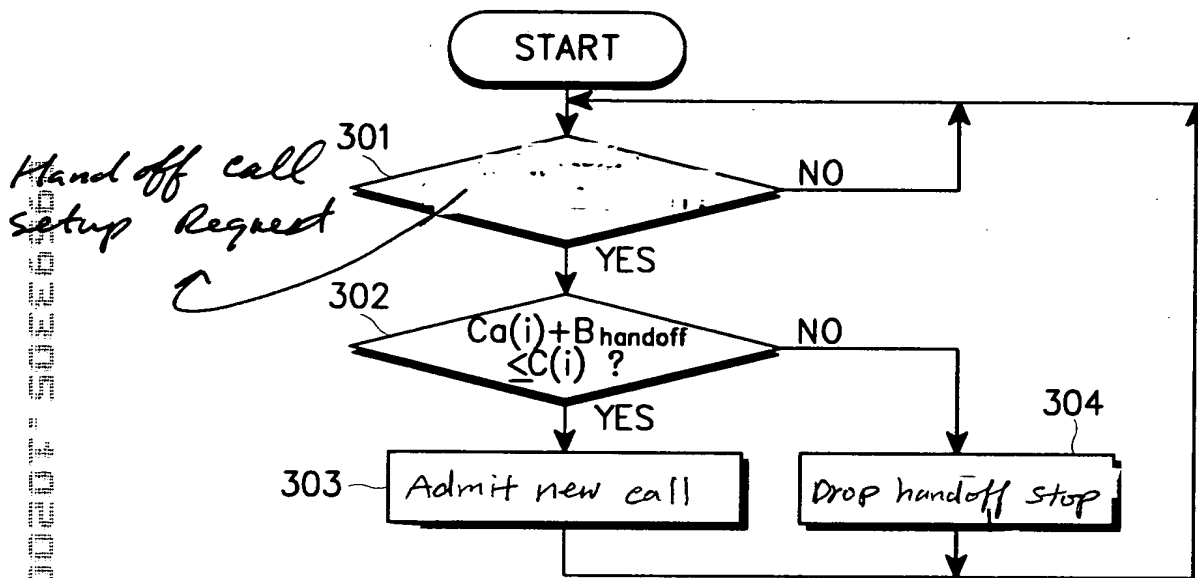 START
301
Hand off call
setup Request
NO
YES
302
Ca(i)+Bhandoff
≤C(i) ?
NO
YES
304
303
Admit new call
Drop handoff stop